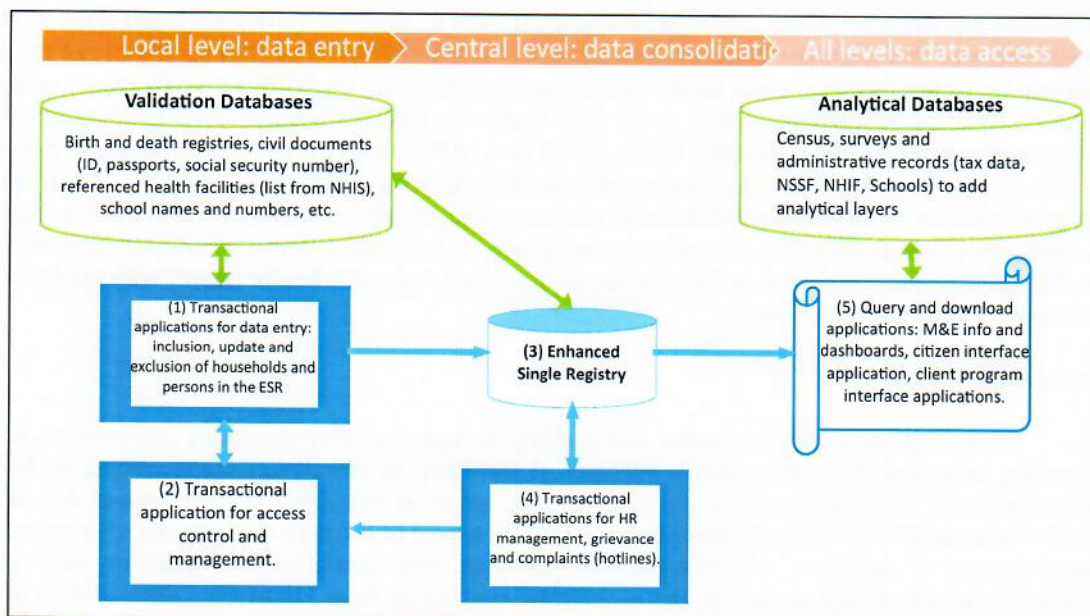 Local level: data entry
Central level: data consolidatio
All levels: data access
Validation Databases
Birth and death registries, civil documents
(ID, passports, social security number),
referenced health facilities (list from NHIS),
school names and numbers, etc.
Analytical Databases
Census, surveys and
administrative records (tax data,
NSSF, NHIF, Schools) to add
analytical layers
(1) Transactional
applications for data entry:
inclusion, update and
exclusion of households and
persons in the ESR
(3) Enhanced
Single Registry
(5) Query and download
applications: M&E info and
dashboards, citizen interface
application, client program
interface applications.
(2) Transactional
application for access
control and
management.
(4) Transactional
applications for HR
management, grievance
and complaints (hotlines).